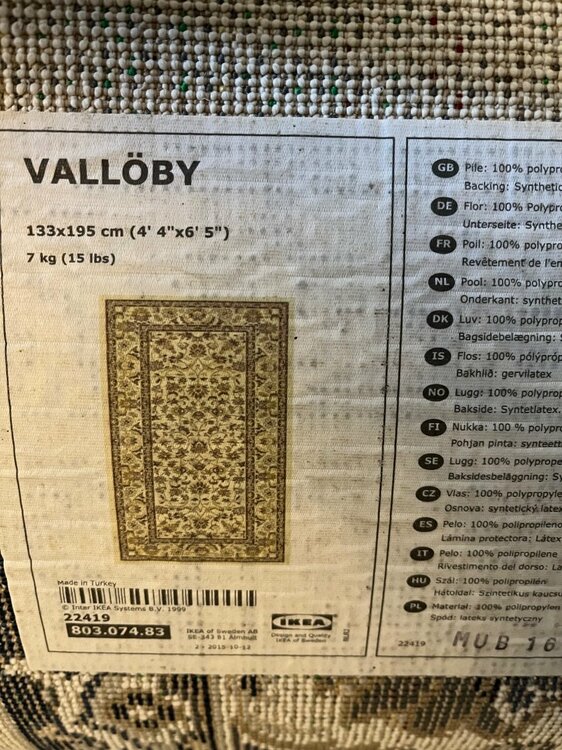 VALLÖBY
133x195 cm (4' 4"x6' 5")
7 kg (15 lbs)
Made in Turkey
© Inter IKEA Systems B.V. 1999
22419
803.074.83
IKEA of Sweden AB
SE-343 81 Älmhult
2 - 2015-10-12
IKEA
Design and Quality
IKEA of Sweden
GB Pile: 100% polypro
Backing: Synthetic
DE Flor: 100% Polypro
Unterseite: Synthe
FR Poil: 100% polypro
Revêtement de l'en
NL Pool: 100% polypro
Onderkant: synthet
DK Luv: 100% polyprop
Bagsidebelægning: S
IS Flos: 100% pólýpróp
Bakhlið: gervilatex
NO Lugg: 100% polyprop
Bakside: Syntetlatex.
FI Nukka: 100 % polypro
Pohjan pinta: synteett
SE Lugg: 100% polyprope
Baksidesbeläggning: Sy
CZ Vlas: 100% polypropyle
Osnova: syntetický latex
ES Pelo: 100% polipropileno
Lámina protectora: Látex
IT Pelo: 100% polipropilene
Rivestimento del dorso: La
HU Szál: 100% polipropilén
Hátoldal: Szintetikus kaucsu
PL Materiał: 100% polipropylen
Spód: lateks syntetyczny
22419 MUB 16